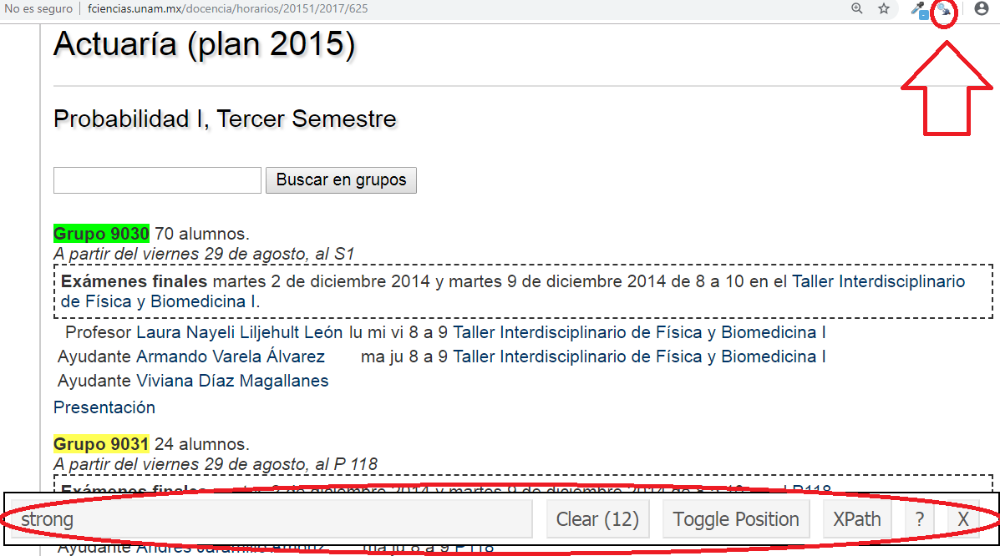 No es seguro | fciencias.unam.mx/docencia/horarios/20151/2017/625
Actuaría (plan 2015)
Probabilidad I, Tercer Semestre
Buscar en grupos
Grupo 9030 70 alumnos.
A partir del viernes 29 de agosto, al S1
Exámenes finales martes 2 de diciembre 2014 y martes 9 de diciembre 2014 de 8 a 10 en el Taller Interdisciplinario
de Física y Biomedicina I.
Profesor Laura Nayeli Liljehult León lu mi vi 8 a 9 Taller Interdisciplinario de Física y Biomedicina I
Ayudante Armando Varela Álvarez ma ju 8 a 9 Taller Interdisciplinario de Física y Biomedicina I
Ayudante Viviana Díaz Magallanes
Presentación
Grupo 9031 24 alumnos.
A partir del viernes 29 de agosto, al P 118
Exámenes finales martes 2 de diciembre 2014 y martes 9 de diciembre 2014 de 8 a 10 en el P118
strong Clear (12) Toggle Position XPath ? X
Ayudante Andrés Jaramillo ma ju 8 a 9 P118